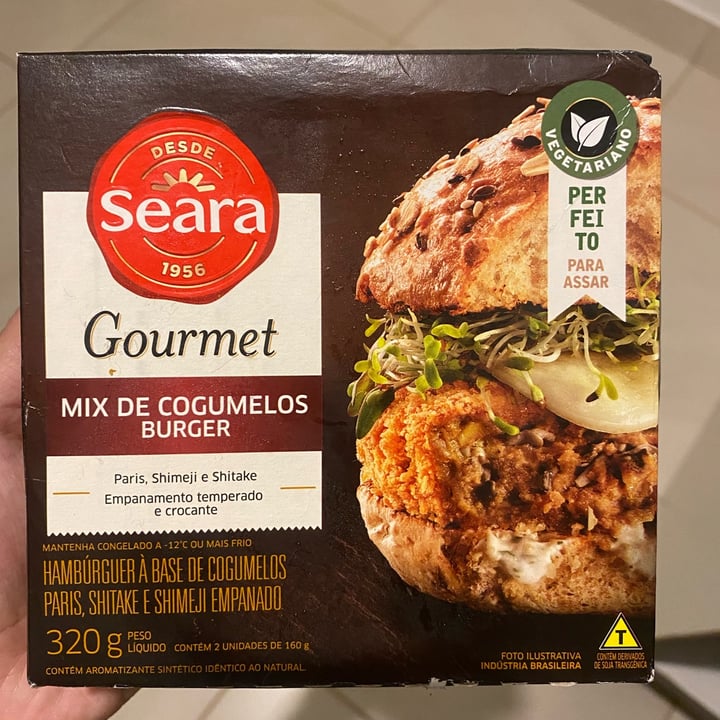 DESDE
Seara
1956
Gourmet
MIX DE COGUMELOS
BURGER
Paris, Shimeji e Shitake
Empanamento temperado
e crocante
MANTENHA CONGELADO A -12°C OU MAIS FRIO
HAMBÚRGUER À BASE DE COGUMELOS
PARIS, SHITAKE E SHIMEJI EMPANADO
320 g PESO
LÍQUIDO CONTÉM 2 UNIDADES DE 160 g
CONTÉM AROMATIZANTE SINTÉTICO IDÊNTICO AO NATURAL.
VEGETARIANO
PER
FEI
TO
PARA
ASSAR
FOTO ILUSTRATIVA
INDÚSTRIA BRASILEIRA
T
CONTÉM DERIVADOS
DE SOJA TRANSGÊNICA